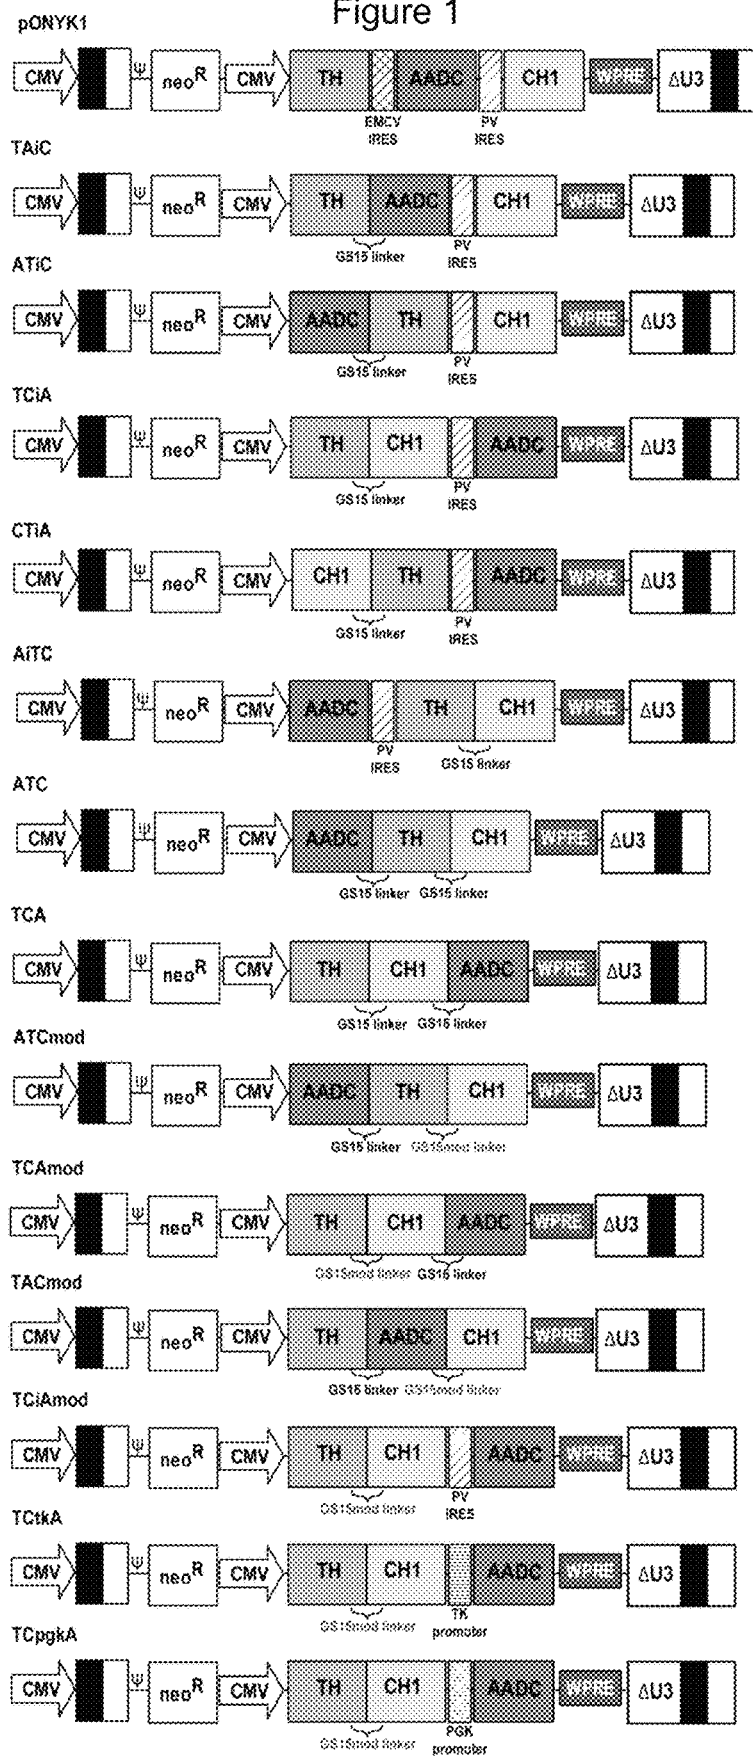 Figure 1
pONYK1
CMV Ψ neoR CMV TH AADC CH1 WPRE ΔU3
EMCV IRES PV IRES
TAiC
CMV Ψ neoR CMV TH AADC CH1 WPRE ΔU3
GS15 linker PV IRES
ATiC
CMV Ψ neoR CMV AADC TH CH1 WPRE ΔU3
GS15 linker PV IRES
TCiA
CMV Ψ neoR CMV TH CH1 AADC WPRE ΔU3
GS15 linker PV IRES
CTiA
CMV Ψ neoR CMV CH1 TH AADC WPRE ΔU3
GS15 linker PV IRES
AiTC
CMV Ψ neoR CMV AADC TH CH1 WPRE ΔU3
PV IRES GS15 linker
ATC
CMV Ψ neoR CMV AADC TH CH1 WPRE ΔU3
GS15 linker GS15 linker
TCA
CMV Ψ neoR CMV TH CH1 AADC WPRE ΔU3
GS15 linker GS15 linker
ATCmod
CMV Ψ neoR CMV AADC TH CH1 WPRE ΔU3
GS15 linker GS15mod linker
TCAmod
CMV Ψ neoR CMV TH CH1 AADC WPRE ΔU3
GS15mod linker GS15 linker
TACmod
CMV Ψ neoR CMV TH AADC CH1 WPRE ΔU3
GS15 linker GS15mod linker
TCiAmod
CMV Ψ neoR CMV TH CH1 AADC WPRE ΔU3
GS15mod linker PV IRES
TCtkA
CMV Ψ neoR CMV TH CH1 AADC WPRE ΔU3
GS15mod linker TK promoter
TCpgkA
CMV Ψ neoR CMV TH CH1 AADC WPRE ΔU3
GS15mod linker PGK promoter